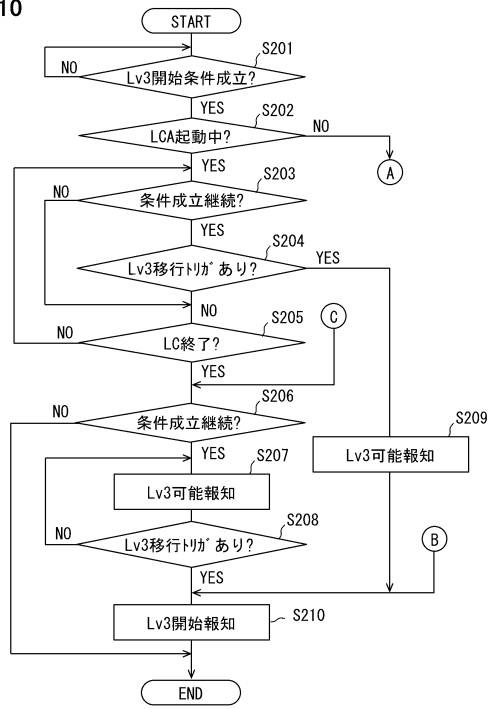 10
START
S201
NO
Lv3開始条件成立?
YES
S202
LCA起動中?
NO
YES
A
S203
NO
条件成立継続?
YES
S204
Lv3移行ﾄﾘｶﾞあり?
YES
NO
S205
C
NO
LC終了?
YES
S206
NO
条件成立継続?
S209
YES
S207
Lv3可能報知
Lv3可能報知
S208
NO
Lv3移行ﾄﾘｶﾞあり?
B
YES
S210
Lv3開始報知
END